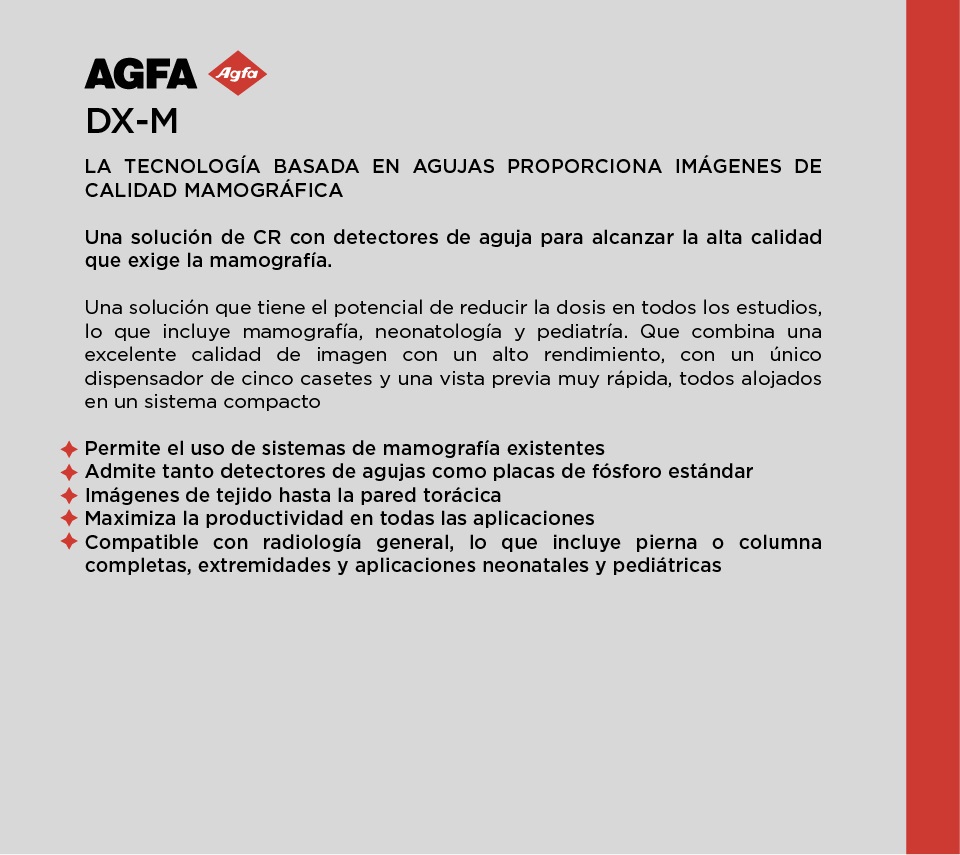 AGFA Agfa
DX-M
LA TECNOLOGÍA BASADA EN AGUJAS PROPORCIONA IMÁGENES DE
CALIDAD MAMOGRÁFICA
Una solución de CR con detectores de aguja para alcanzar la alta calidad
que exige la mamografía.
Una solución que tiene el potencial de reducir la dosis en todos los estudios,
lo que incluye mamografía, neonatología y pediatría. Que combina una
excelente calidad de imagen con un alto rendimiento, con un único
dispensador de cinco casetes y una vista previa muy rápida, todos alojados
en un sistema compacto
Permite el uso de sistemas de mamografía existentes
Admite tanto detectores de agujas como placas de fósforo estándar
Imágenes de tejido hasta la pared torácica
Maximiza la productividad en todas las aplicaciones
Compatible con radiología general, lo que incluye pierna o columna
completas, extremidades y aplicaciones neonatales y pediátricas